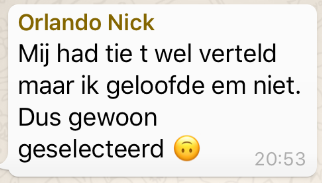 Orlando Nick
Mij had tie t wel verteld
maar ik geloofde em niet.
Dus gewoon
geselecteerd 🙃
20:53